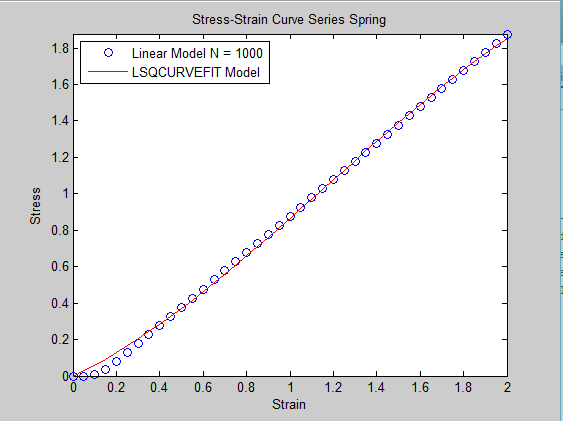 Stress-Strain Curve Series Spring
Linear Model N = 1000
LSQCURVEFIT Model
1.8
1.6
1.4
1.2
1
0.8
0.6
0.4
0.2
0
Stress
0 0.2 0.4 0.6 0.8 1 1.2 1.4 1.6 1.8 2
Strain